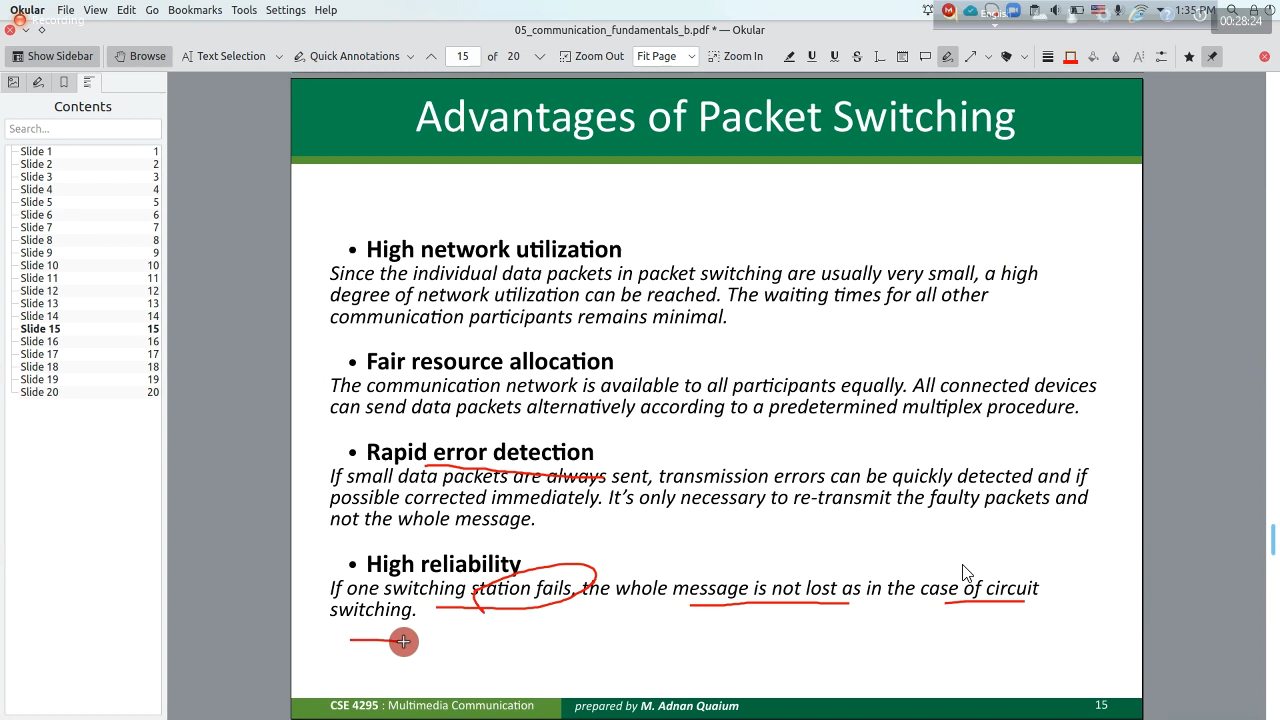 Okular File View Edit Go Bookmarks Tools Settings Help 1:35 PM
Recording
00:28:24
05_communication_fundamentals_b.pdf * — Okular
Show Sidebar Browse Text Selection Quick Annotations 15 of 20 Zoom Out Fit Page Zoom In
Contents
Search...
Slide 1 1
Slide 2 2
Slide 3 3
Slide 4 4
Slide 5 5
Slide 6 6
Slide 7 7
Slide 8 8
Slide 9 9
Slide 10 10
Slide 11 11
Slide 12 12
Slide 13 13
Slide 14 14
Slide 15 15
Slide 16 16
Slide 17 17
Slide 18 18
Slide 19 19
Slide 20 20
Advantages of Packet Switching
• High network utilization
Since the individual data packets in packet switching are usually very small, a high
degree of network utilization can be reached. The waiting times for all other
communication participants remains minimal.
• Fair resource allocation
The communication network is available to all participants equally. All connected devices
can send data packets alternatively according to a predetermined multiplex procedure.
• Rapid error detection
If small data packets are always sent, transmission errors can be quickly detected and if
possible corrected immediately. It’s only necessary to re-transmit the faulty packets and
not the whole message.
• High reliability
If one switching station fails, the whole message is not lost as in the case of circuit
switching.
CSE 4295 : Multimedia Communication prepared by M. Adnan Quaium 15